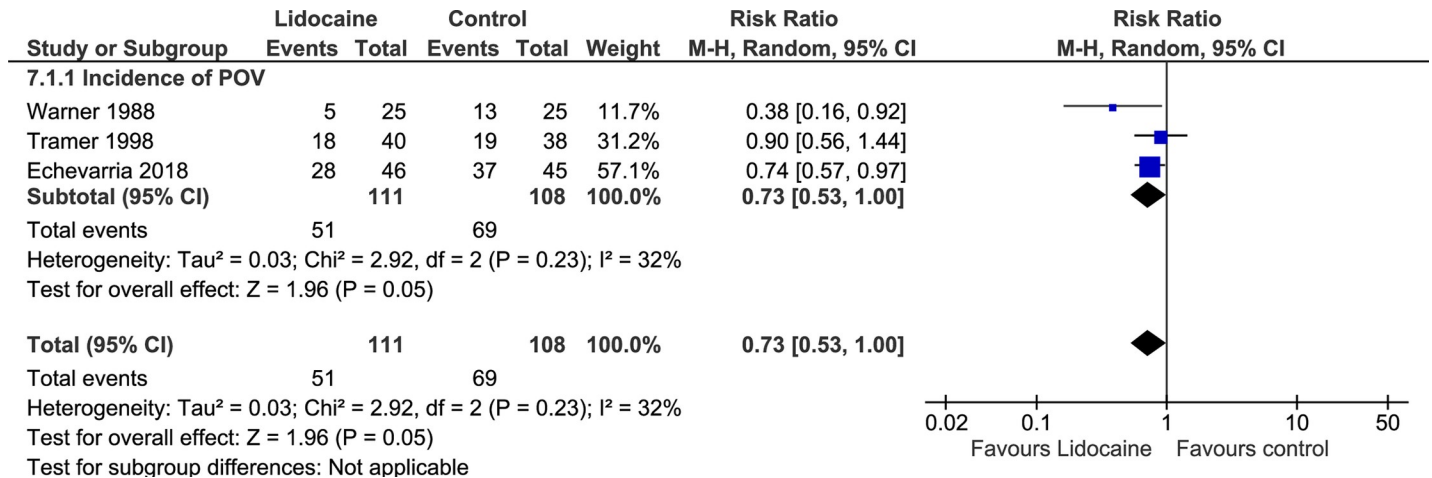 Lidocaine Control Risk Ratio Risk Ratio
Study or Subgroup Events Total Events Total Weight M-H, Random, 95% CI M-H, Random, 95% CI
7.1.1 Incidence of POV
Warner 1988 5 25 13 25 11.7% 0.38 [0.16, 0.92]
Tramer 1998 18 40 19 38 31.2% 0.90 [0.56, 1.44]
Echevarria 2018 28 46 37 45 57.1% 0.74 [0.57, 0.97]
Subtotal (95% CI) 111 108 100.0% 0.73 [0.53, 1.00]
Total events 51 69
Heterogeneity: Tau² = 0.03; Chi² = 2.92, df = 2 (P = 0.23); I² = 32%
Test for overall effect: Z = 1.96 (P = 0.05)
Total (95% CI) 111 108 100.0% 0.73 [0.53, 1.00]
Total events 51 69
Heterogeneity: Tau² = 0.03; Chi² = 2.92, df = 2 (P = 0.23); I² = 32%
Test for overall effect: Z = 1.96 (P = 0.05)
Test for subgroup differences: Not applicable
0.02 0.1 1 10 50
Favours Lidocaine Favours control